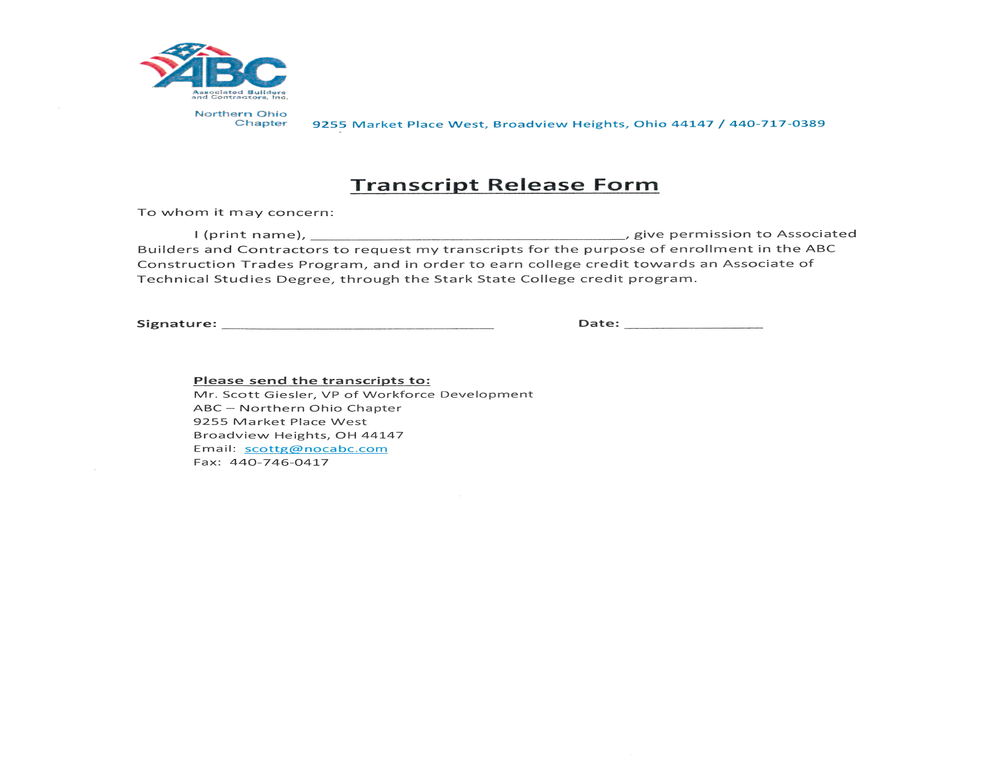 ABC
Associated Builders
and Contractors, Inc.
Northern Ohio
Chapter
9255 Market Place West, Broadview Heights, Ohio 44147 / 440-717-0389
Transcript Release Form
To whom it may concern:
I (print name), ______________________________, give permission to Associated
Builders and Contractors to request my transcripts for the purpose of enrollment in the ABC
Construction Trades Program, and in order to earn college credit towards an Associate of
Technical Studies Degree, through the Stark State College credit program.
Signature: __________________________ Date: _____________
Please send the transcripts to:
Mr. Scott Giesler, VP of Workforce Development
ABC – Northern Ohio Chapter
9255 Market Place West
Broadview Heights, OH 44147
Email: scottg@nocabc.com
Fax: 440-746-0417